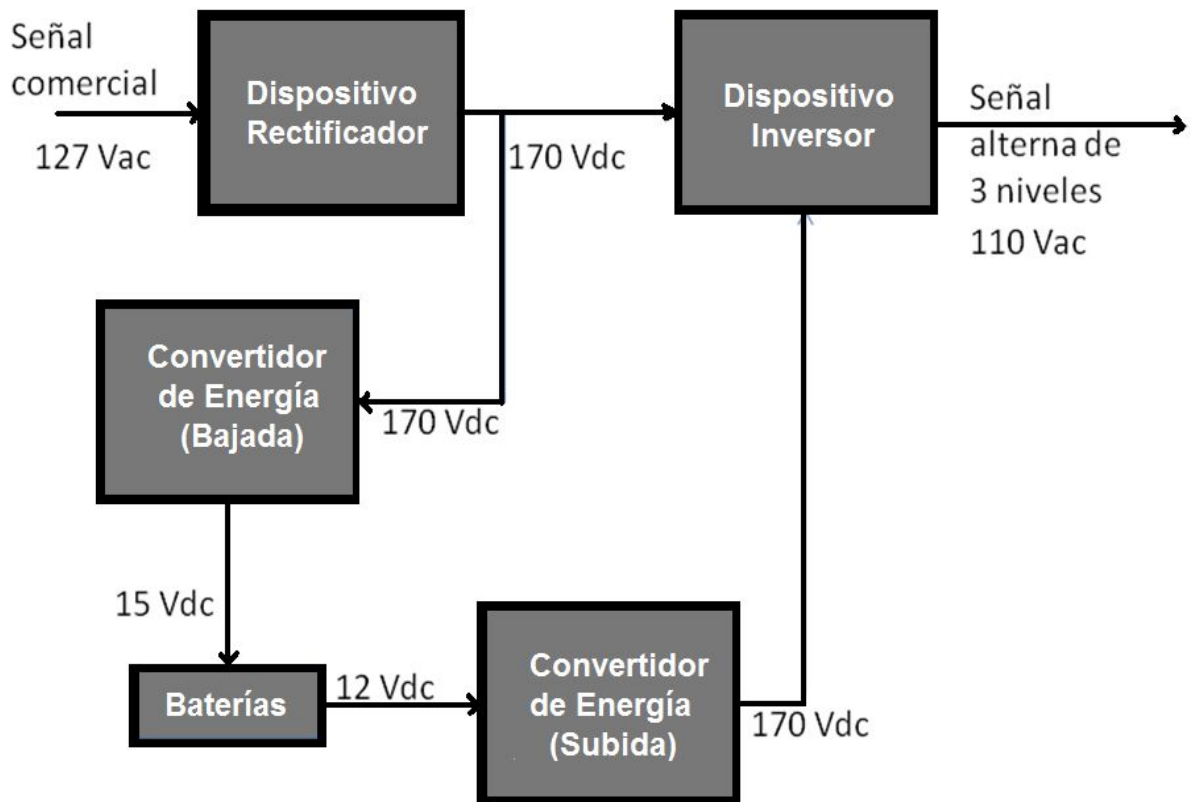 Señal
comercial
127 Vac
Dispositivo
Rectificador
170 Vdc
Dispositivo
Inversor
Señal
alterna de
3 niveles
110 Vac
Convertidor
de Energía
(Bajada)
170 Vdc
15 Vdc
Baterías
12 Vdc
Convertidor
de Energía
(Subida)
170 Vdc